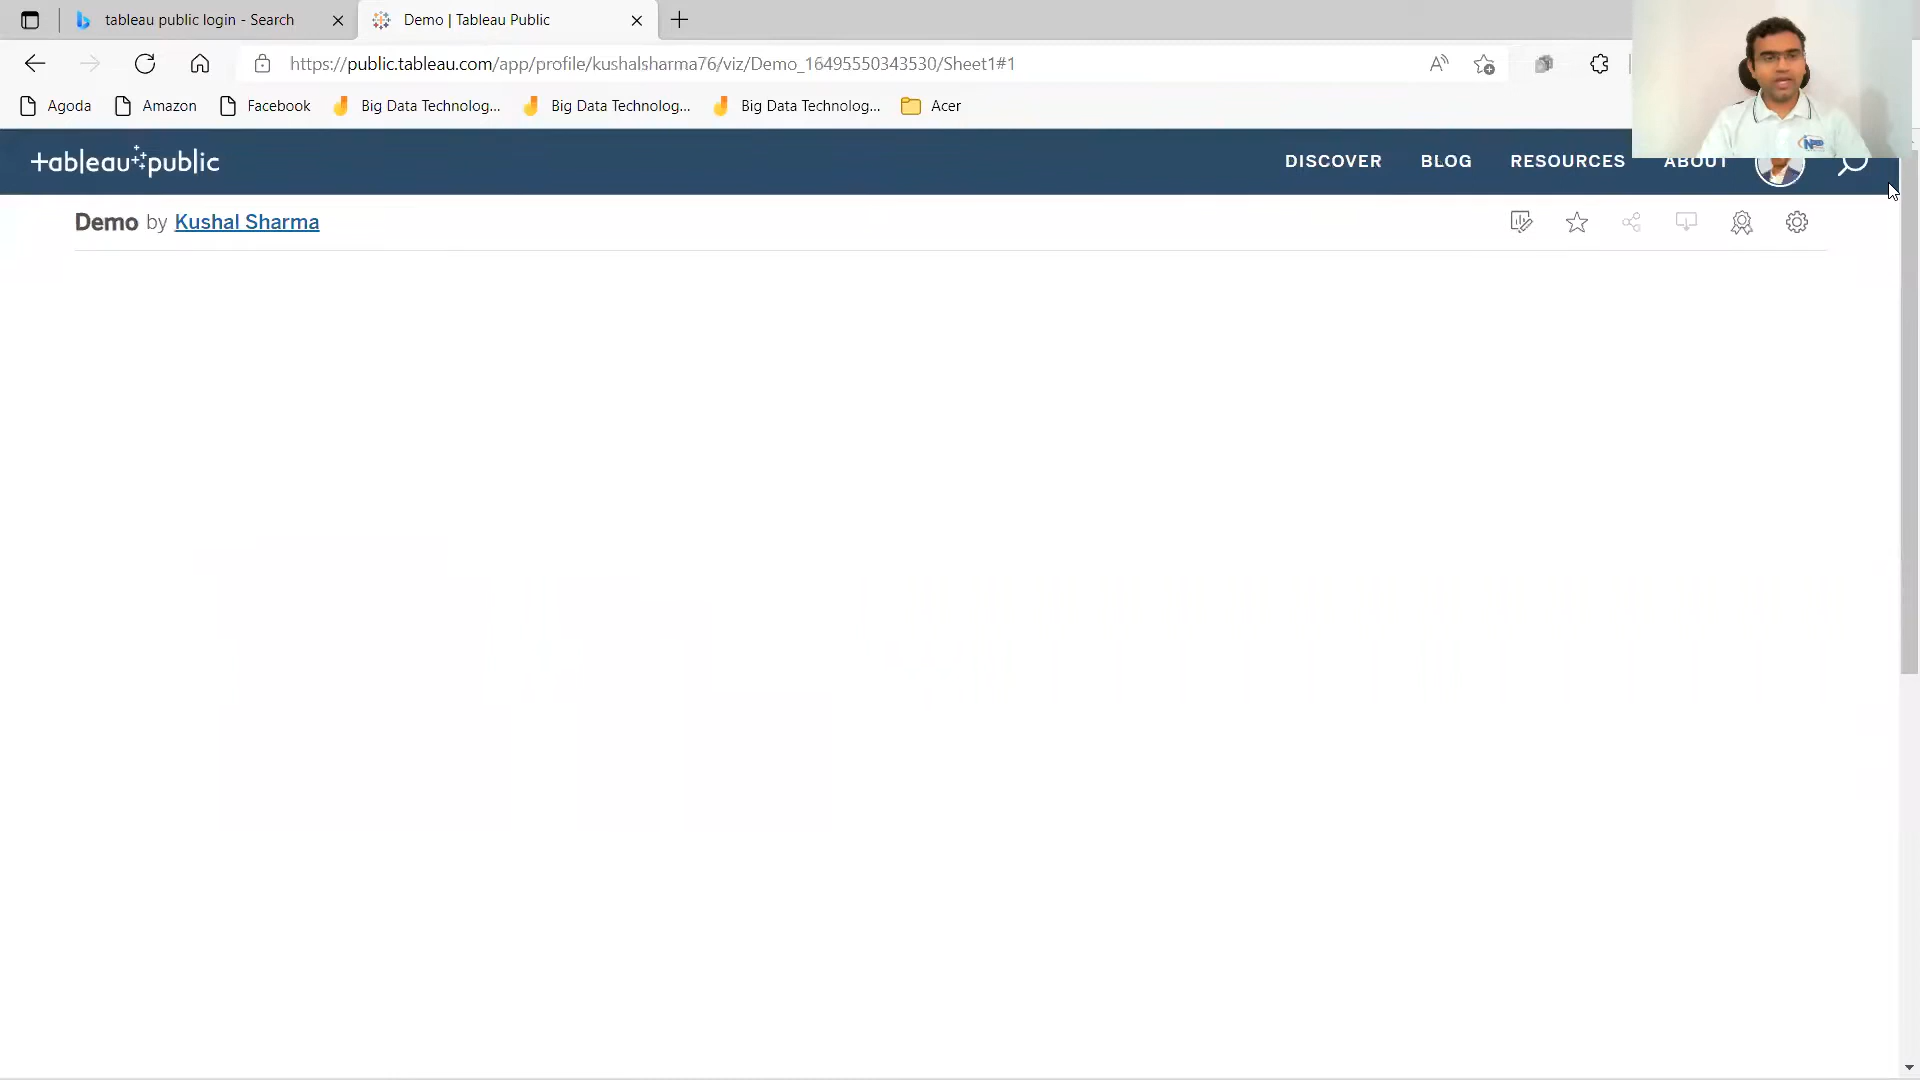 tableau public login - Search
Demo | Tableau Public
https://public.tableau.com/app/profile/kushalsharma76/viz/Demo_16495550343530/Sheet1#1
Agoda Amazon Facebook Big Data Technolog... Big Data Technolog... Big Data Technolog... Acer
tableau public DISCOVER BLOG RESOURCES ABOUT
Demo by Kushal Sharma